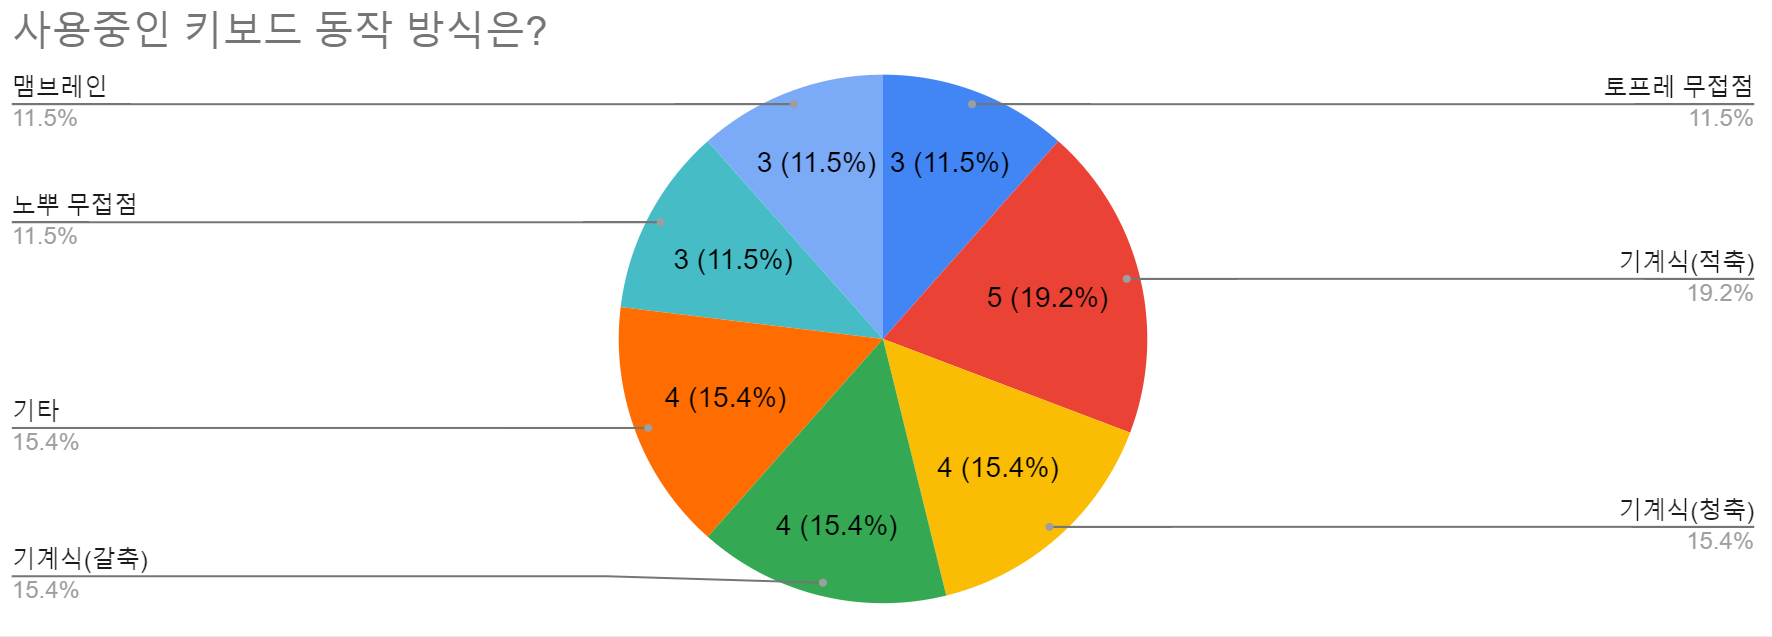 사용중인 키보드 동작 방식은?
맴브레인
11.5%
토프레 무접점
11.5%
3 (11.5%)
3 (11.5%)
노뿌 무접점
11.5%
3 (11.5%)
기계식(적축)
19.2%
5 (19.2%)
기타
15.4%
4 (15.4%)
4 (15.4%)
기계식(청축)
15.4%
4 (15.4%)
기계식(갈축)
15.4%